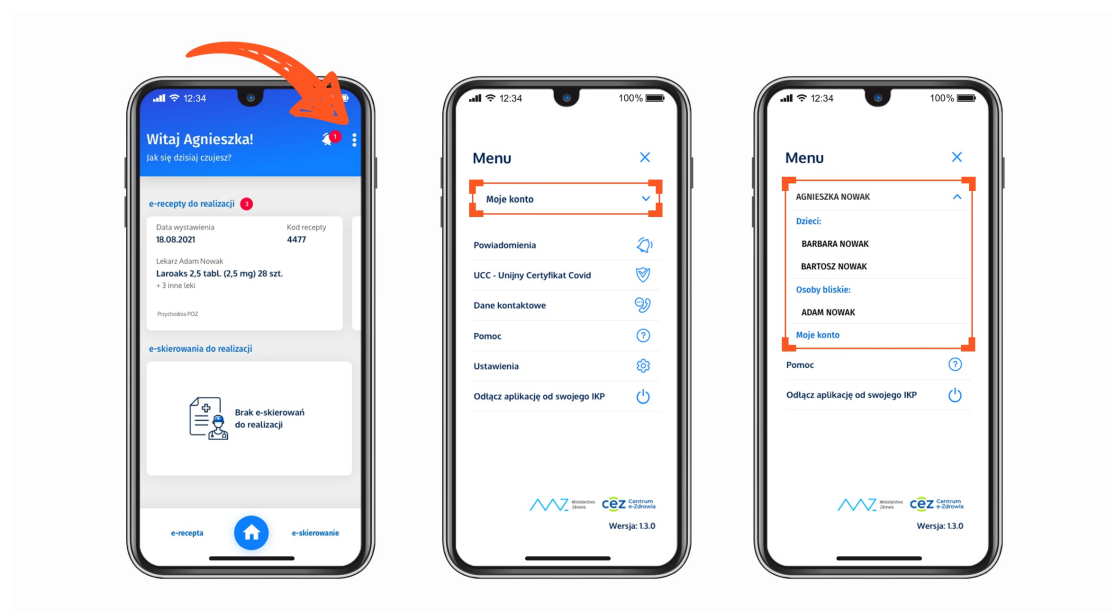 12:34
Witaj Agnieszka!
1
Jak się dzisiaj czujesz?
e-recepty do realizacji 3
Data wystawienia Kod recepty
18.08.2021 4477
Lekarz Adam Nowak
Laroaks 2,5 tabl. (2,5 mg) 28 szt.
+ 3 inne leki
Przychodnia POZ
e-skierowania do realizacji
Brak e-skierowań
do realizacji
e-recepta e-skierowanie
12:34 100%
Menu
Moje konto
Powiadomienia
UCC - Unijny Certyfikat Covid
Dane kontaktowe
Pomoc
Ustawienia
Odłącz aplikację od swojego IKP
Ministerstwo
Zdrowia
cez Centrum
e-Zdrowia
Wersja: 1.3.0
12:34 100%
Menu
AGNIESZKA NOWAK
Dzieci:
BARBARA NOWAK
BARTOSZ NOWAK
Osoby bliskie:
ADAM NOWAK
Moje konto
Pomoc
Odłącz aplikację od swojego IKP
Ministerstwo
Zdrowia
cez Centrum
e-Zdrowia
Wersja: 1.3.0